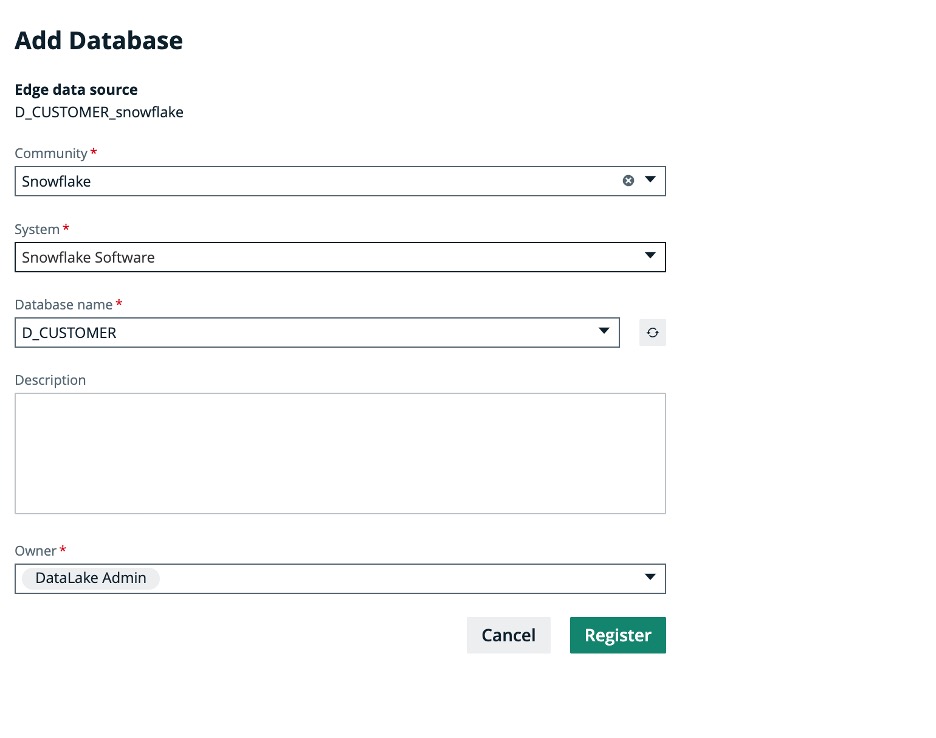 Add Database
Edge data source
D_CUSTOMER_snowflake
Community *
Snowflake
System *
Snowflake Software
Database name *
D_CUSTOMER
Description
Owner *
DataLake Admin
Cancel Register